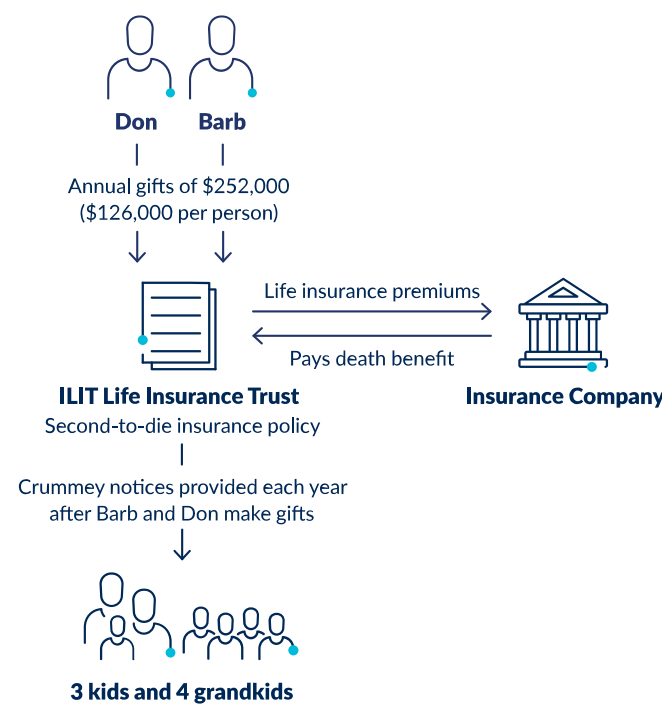 Don
Barb
Annual gifts of $252,000
($126,000 per person)
Life insurance premiums
Pays death benefit
ILIT Life Insurance Trust
Insurance Company
Second-to-die insurance policy
Crummey notices provided each year
after Barb and Don make gifts
3 kids and 4 grandkids